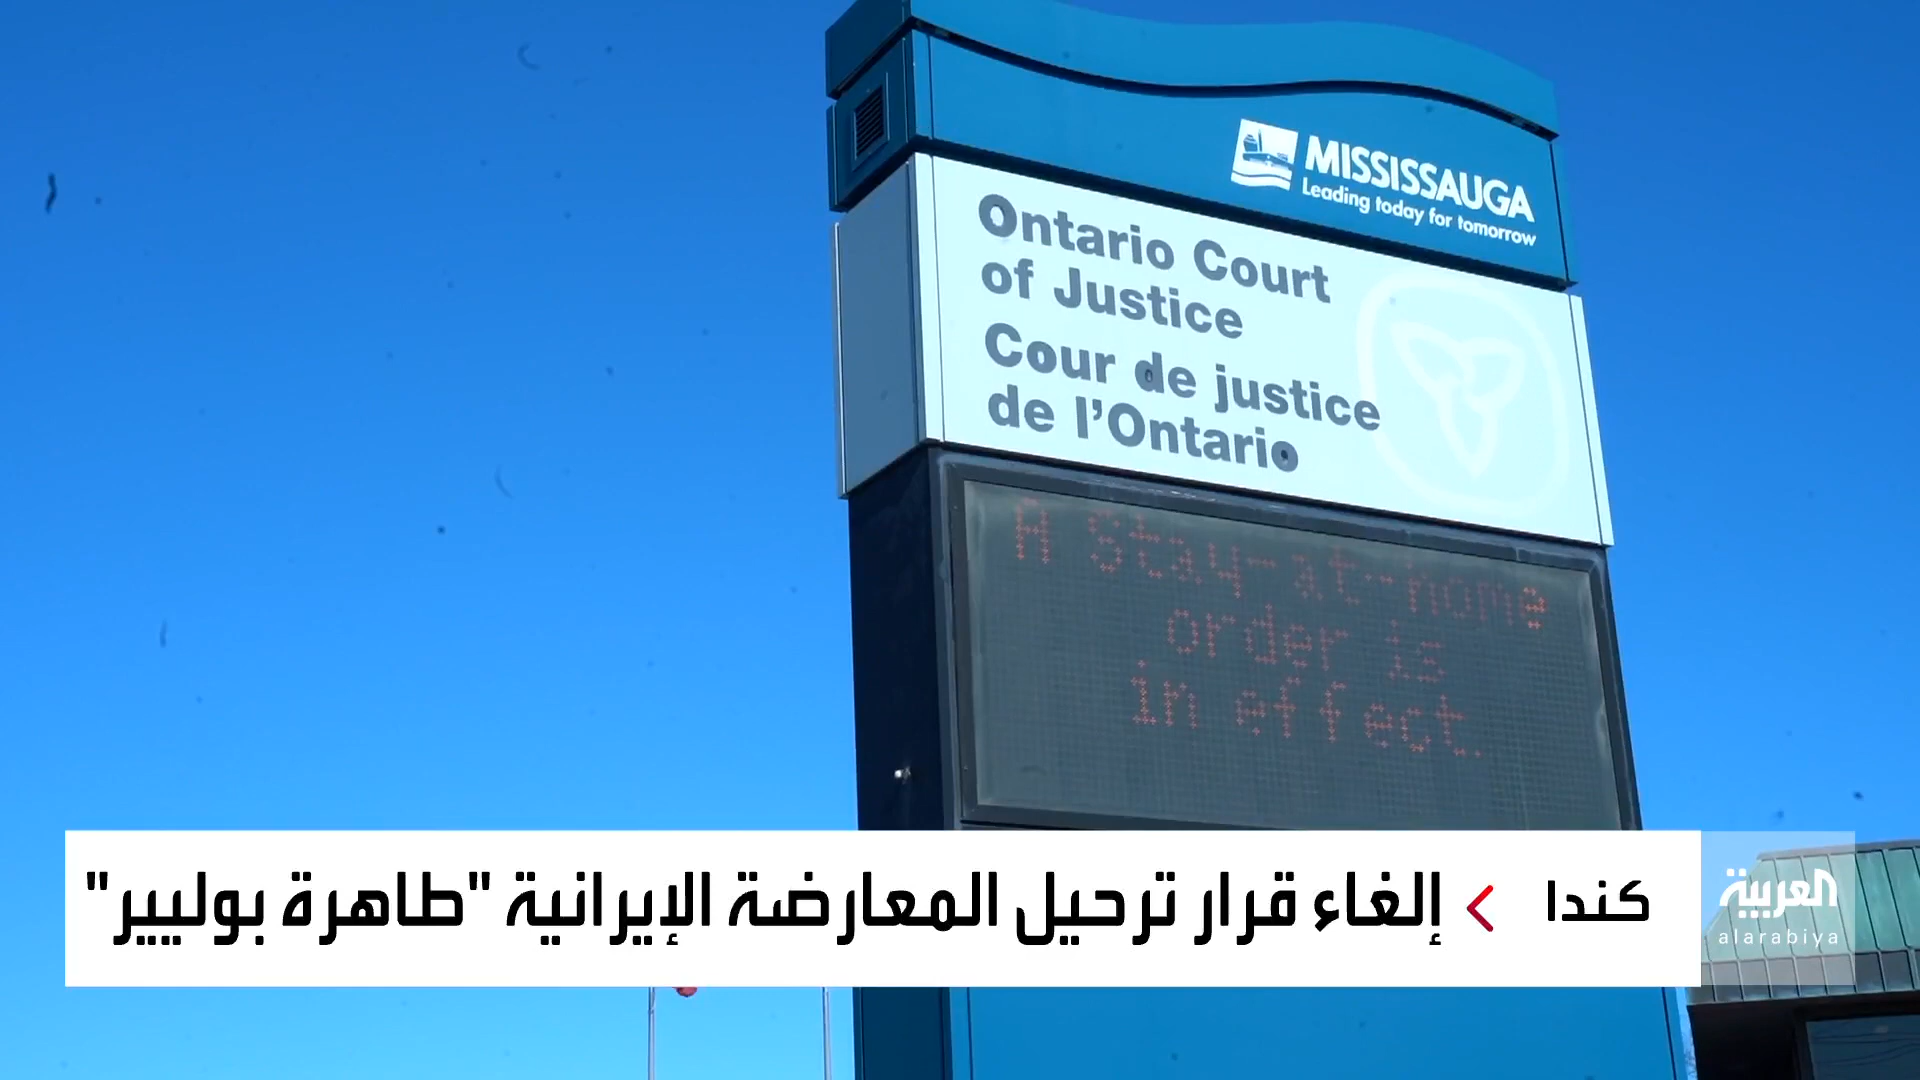 MISSISSAUGA
Leading today for tomorrow
Ontario Court
of Justice
Cour de justice
de l'Ontario
A Stay-at-home
order is
in effect.
كندا
إلغاء قرار ترحيل المعارضة الإيرانية "طاهرة بوليير"
العربية
alarabiya